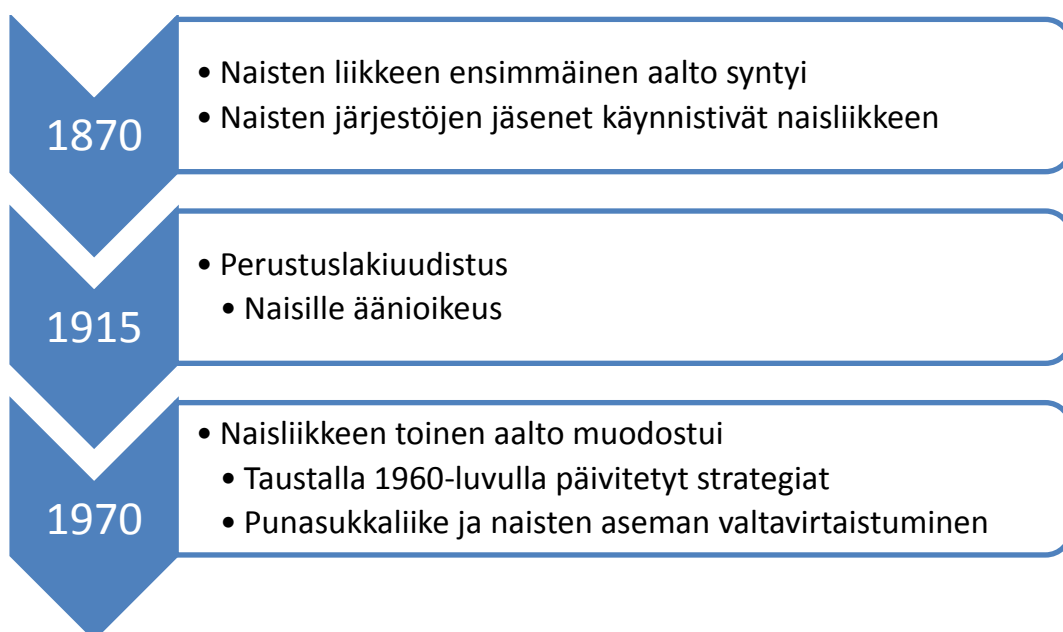 1870
• Naisten liikkeen ensimmäinen aalto syntyi
• Naisten järjestöjen jäsenet käynnistivät naisliikkeen
1915
• Perustuslakiuudistus
• Naisille äänioikeus
1970
• Naisliikkeen toinen aalto muodostui
• Taustalla 1960-luvulla päivitetyt strategiat
• Punasukkaliike ja naisten aseman valtavirtaistuminen